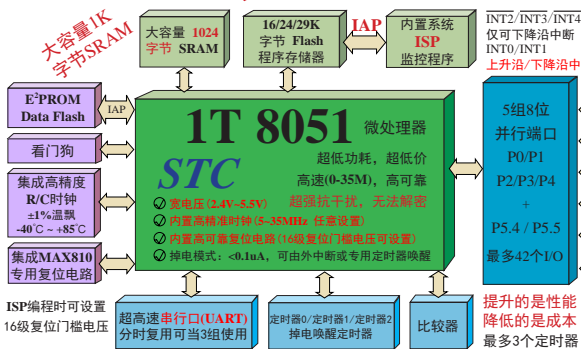 大容量1K
字节SRAM
大容量 1024
字节 SRAM
16/24/29K
字节 Flash
程序存储器
IAP
内置系统
ISP
监控程序
INT2/INT3/INT4
仅可下降沿中断
INT0/INT1
上升沿/下降沿中
E²PROM
Data Flash
IAP
看门狗
集成高精度
R/C时钟
±1%温飘
-40℃ ~ +85℃
集成MAX810
专用复位电路
ISP编程时可设置
16级复位门槛电压
1T 8051 微处理器
STC
超低功耗，超低价
高速(0-35M)，高可靠
超强抗干扰，无法解密
宽电压(2.4V~5.5V)
内置高精准时钟(5~35MHz 任意设置)
内置高可靠复位电路(16级复位门槛电压可设置)
掉电模式：<0.1uA，可由外中断或专用定时器唤醒
5组8位
并行端口
P0/P1
P2/P3/P4
+
P5.4 / P5.5
最多42个I/O
超高速串行口(UART)
分时复用可当3组使用
定时器0/定时器1/定时器2
掉电唤醒定时器
比较器
提升的是性能
降低的是成本
最多3个定时器